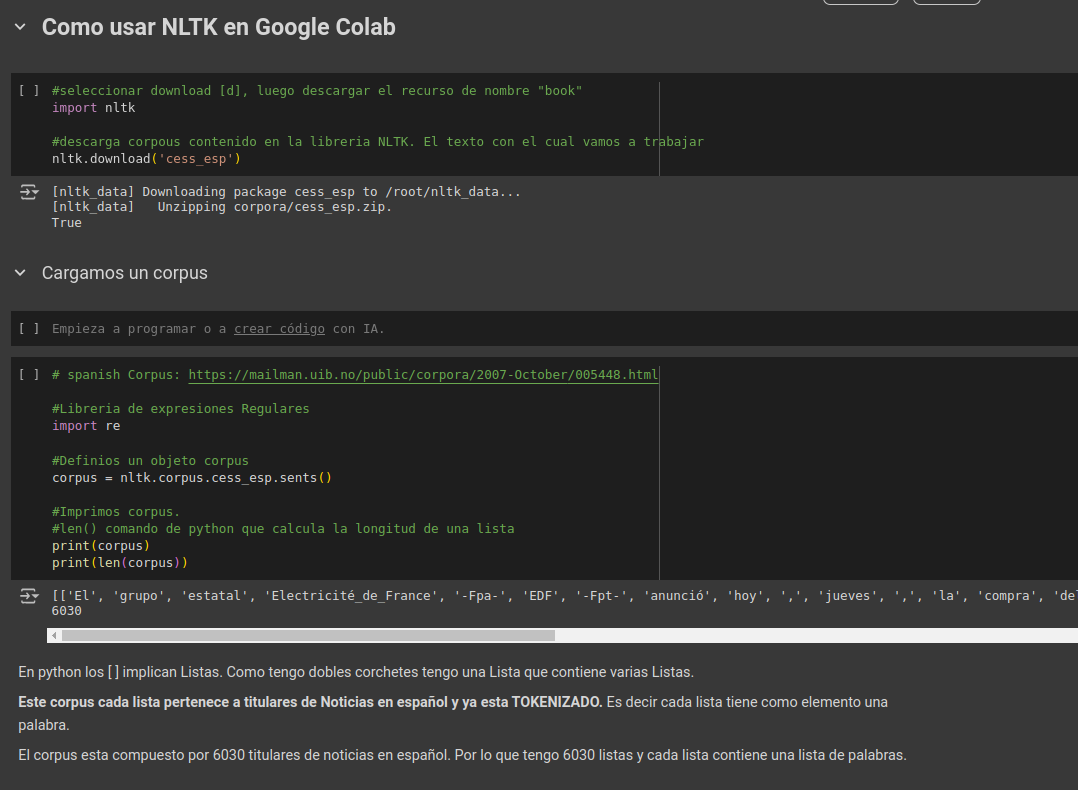 Como usar NLTK en Google Colab
[ ] #seleccionar download [d], luego descargar el recurso de nombre "book"
import nltk
#descarga corpous contenido en la libreria NLTK. El texto con el cual vamos a trabajar
nltk.download('cess_esp')
[nltk_data] Downloading package cess_esp to /root/nltk_data...
[nltk_data]   Unzipping corpora/cess_esp.zip.
True
Cargamos un corpus
[ ] Empieza a programar o a crear código con IA.
[ ] # spanish Corpus: https://mailman.uib.no/public/corpora/2007-October/005448.html
#Libreria de expresiones Regulares
import re
#Definios un objeto corpus
corpus = nltk.corpus.cess_esp.sents()
#Imprimos corpus.
#len() comando de python que calcula la longitud de una lista
print(corpus)
print(len(corpus))
[['El', 'grupo', 'estatal', 'Electricité_de_France', '-Fpa-', 'EDF', '-Fpt-', 'anunció', 'hoy', ',', 'jueves', ',', 'la', 'compra', 'del
6030
En python los [ ] implican Listas. Como tengo dobles corchetes tengo una Lista que contiene varias Listas.
Este corpus cada lista pertenece a titulares de Noticias en español y ya esta TOKENIZADO. Es decir cada lista tiene como elemento una
palabra.
El corpus esta compuesto por 6030 titulares de noticias en español. Por lo que tengo 6030 listas y cada lista contiene una lista de palabras.